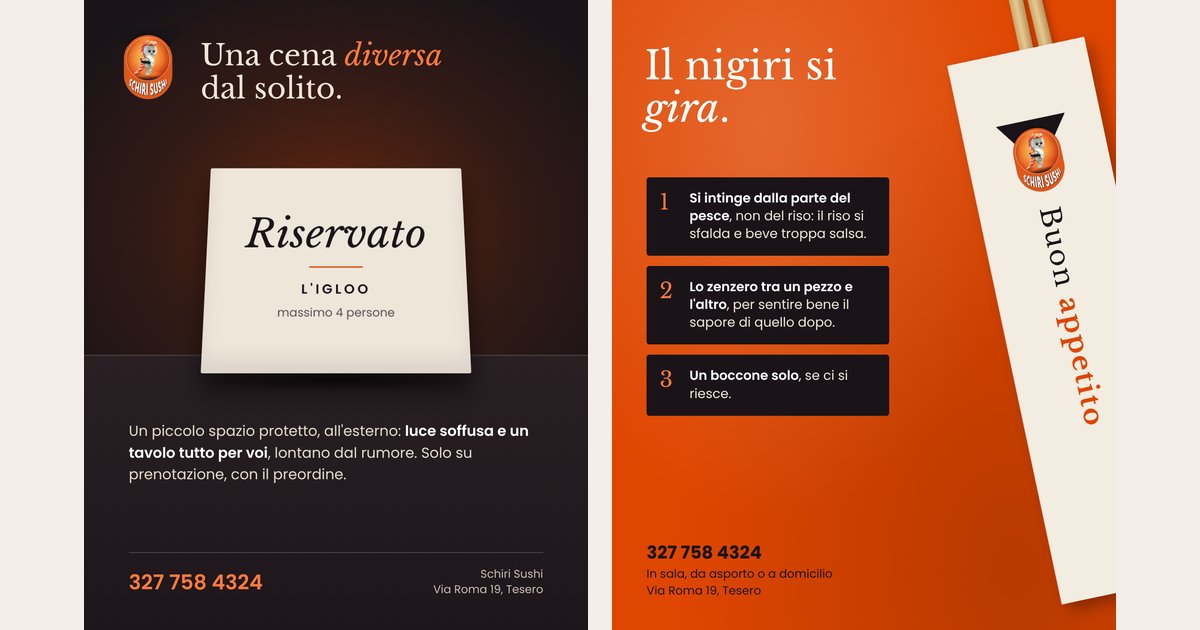 SCHIRI SUSHI
Una cena diversa
dal solito.
Riservato
L'IGLOO
massimo 4 persone
Un piccolo spazio protetto, all'esterno: luce soffusa e un
tavolo tutto per voi, lontano dal rumore. Solo su
prenotazione, con il preordine.
327 758 4324
Schiri Sushi
Via Roma 19, Tesero
Il nigiri si
gira.
1 Si intinge dalla parte del
pesce, non del riso: il riso si
sfalda e beve troppa salsa.
2 Lo zenzero tra un pezzo e
l'altro, per sentire bene il
sapore di quello dopo.
3 Un boccone solo, se ci si
riesce.
SCHIRI SUSHI
Buon appetito
327 758 4324
In sala, da asporto o a domicilio
Via Roma 19, Tesero